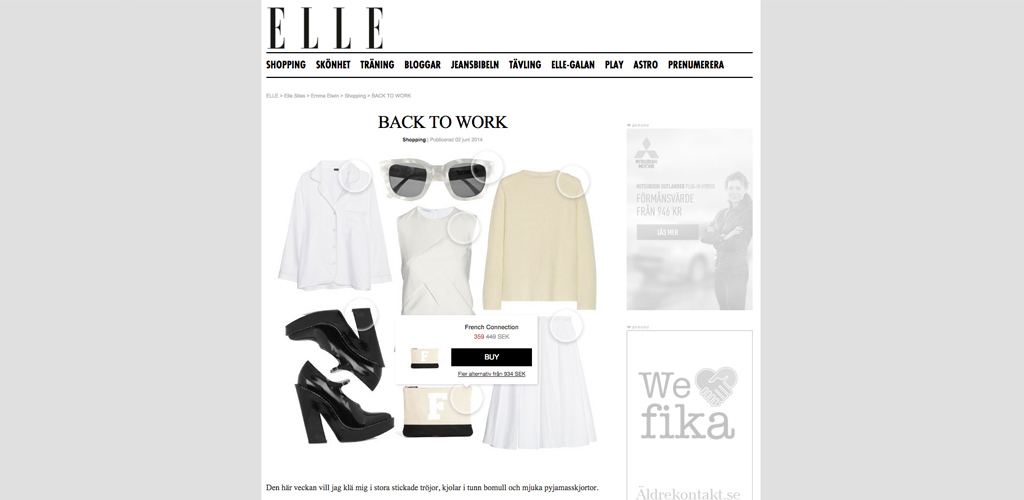 ELLE
SHOPPING SKÖNHET TRÄNING BLOGGAR JEANSBIBELN TÄVLING ELLE-GALAN PLAY ASTRO PRENUMERERA
ELLE > Elle Sites > Emma Elwin > Shopping > BACK TO WORK
BACK TO WORK
Shopping | Publicerad 02 juni 2014
French Connection
359 449 SEK
BUY
Fler alternativ från 934 SEK
F
F
Den här veckan vill jag klä mig i stora stickade tröjor, kjolar i tunn bomull och mjuka pyjamasskjortor.
MITSUBISHI
MOTORS
MITSUBISHI OUTLANDER PLUG-IN HYBRID
FÖRMÅNSVÄRDE
FRÅN 946 KR
LÄS MER
We
fika
Äldrekontakt.se